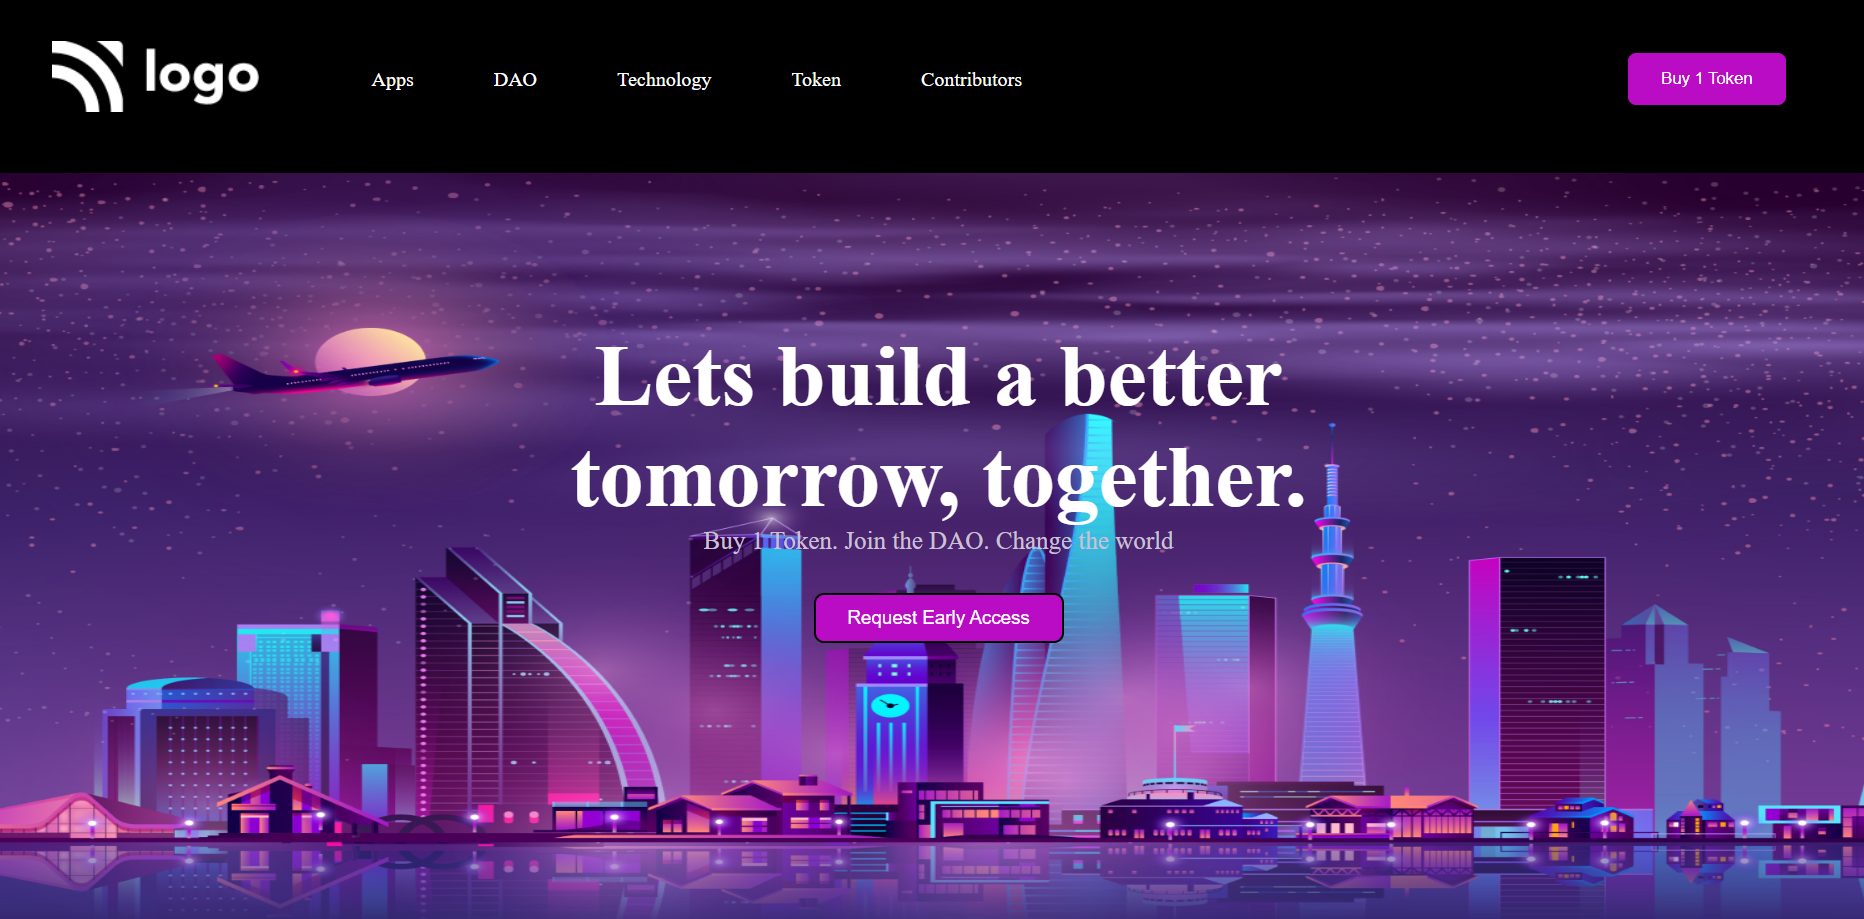 logo
Apps
DAO
Technology
Token
Contributors
Buy 1 Token
Lets build a better
tomorrow, together.
Buy 1 Token. Join the DAO. Change the world
Request Early Access